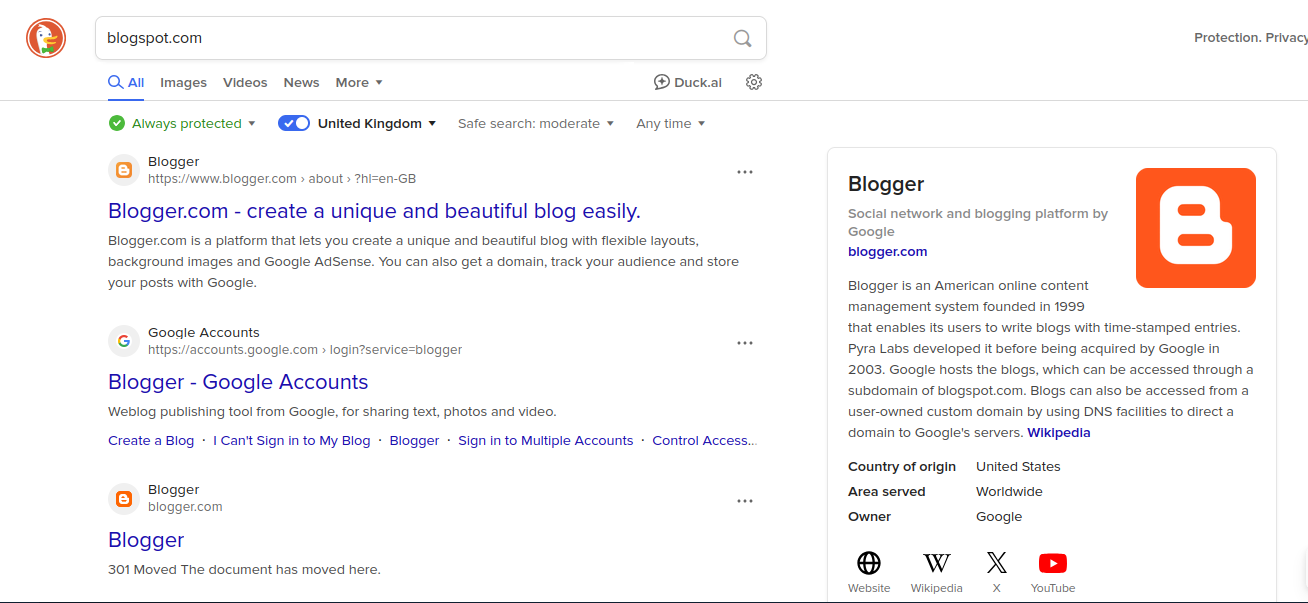 blogspot.com
Protection. Privacy
All Images Videos News More Duck.ai
Always protected United Kingdom Safe search: moderate Any time
Blogger
https://www.blogger.com › about › ?hl=en-GB
Blogger.com - create a unique and beautiful blog easily.
Blogger.com is a platform that lets you create a unique and beautiful blog with flexible layouts,
background images and Google AdSense. You can also get a domain, track your audience and store
your posts with Google.
Google Accounts
https://accounts.google.com › login?service=blogger
Blogger - Google Accounts
Weblog publishing tool from Google, for sharing text, photos and video.
Create a Blog · I Can't Sign in to My Blog · Blogger · Sign in to Multiple Accounts · Control Access...
Blogger
blogger.com
Blogger
301 Moved The document has moved here.
Blogger
Social network and blogging platform by
Google
blogger.com
Blogger is an American online content
management system founded in 1999
that enables its users to write blogs with time-stamped entries.
Pyra Labs developed it before being acquired by Google in
2003. Google hosts the blogs, which can be accessed through a
subdomain of blogspot.com. Blogs can also be accessed from a
user-owned custom domain by using DNS facilities to direct a
domain to Google's servers. Wikipedia
Country of origin United States
Area served Worldwide
Owner Google
Website Wikipedia X YouTube